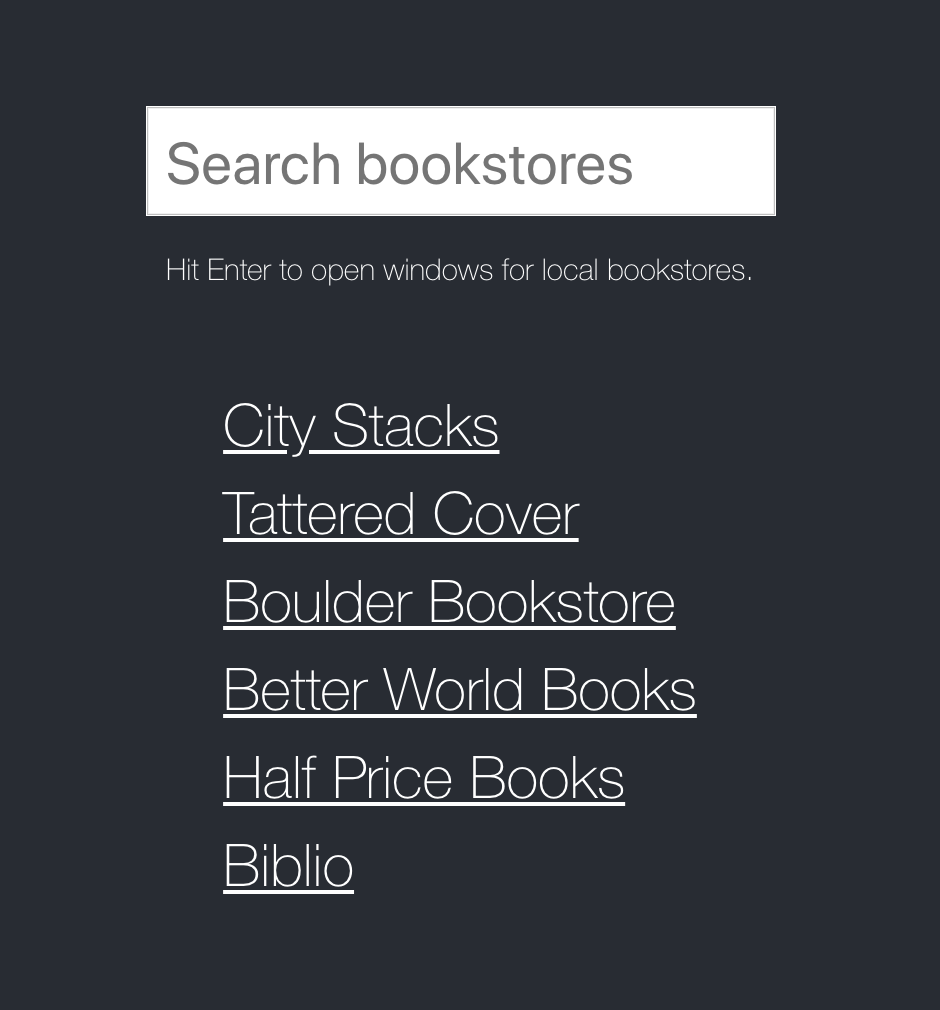 Search bookstores
Hit Enter to open windows for local bookstores.
City Stacks
Tattered Cover
Boulder Bookstore
Better World Books
Half Price Books
Biblio